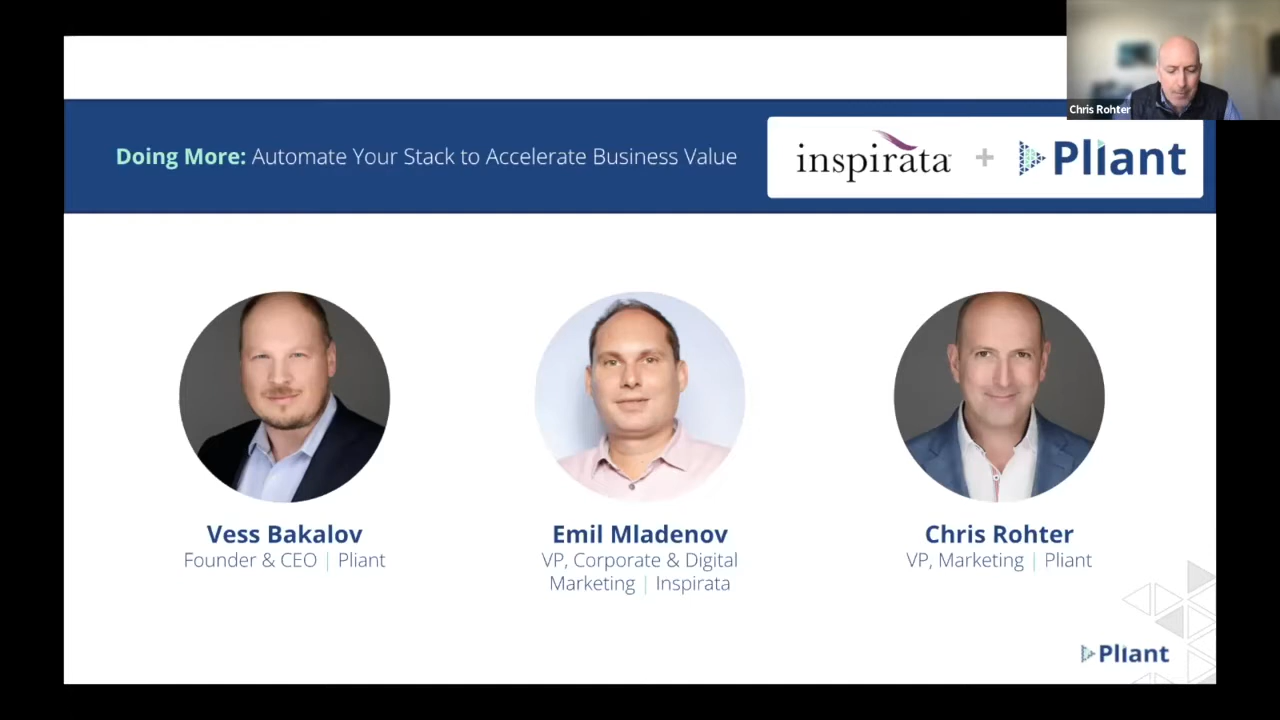 Chris Rohter
Doing More: Automate Your Stack to Accelerate Business Value
inspirata + Pliant
Vess Bakalov
Founder & CEO | Pliant
Emil Mladenov
VP, Corporate & Digital
Marketing | Inspirata
Chris Rohter
VP, Marketing | Pliant
Pliant